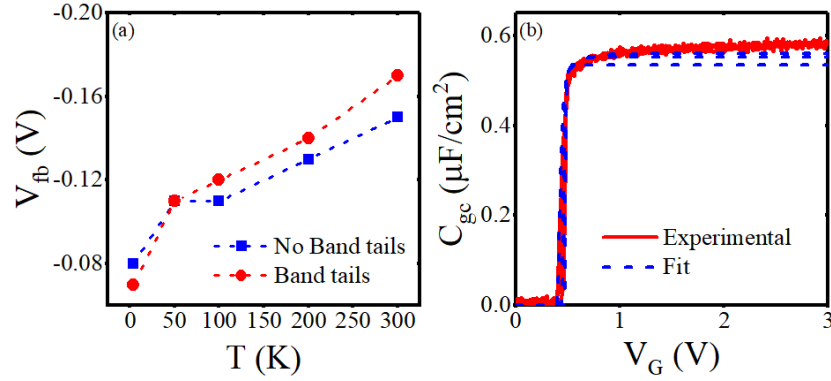 (a)
-0.20
-0.16
-0.12
-0.08
V_fb (V)
No Band tails
Band tails
0 50 100 150 200 250 300
T (K)
(b)
0.6
0.4
0.2
0.0
C_gc (μF/cm²)
Experimental
Fit
0 1 2 3
V_G (V)